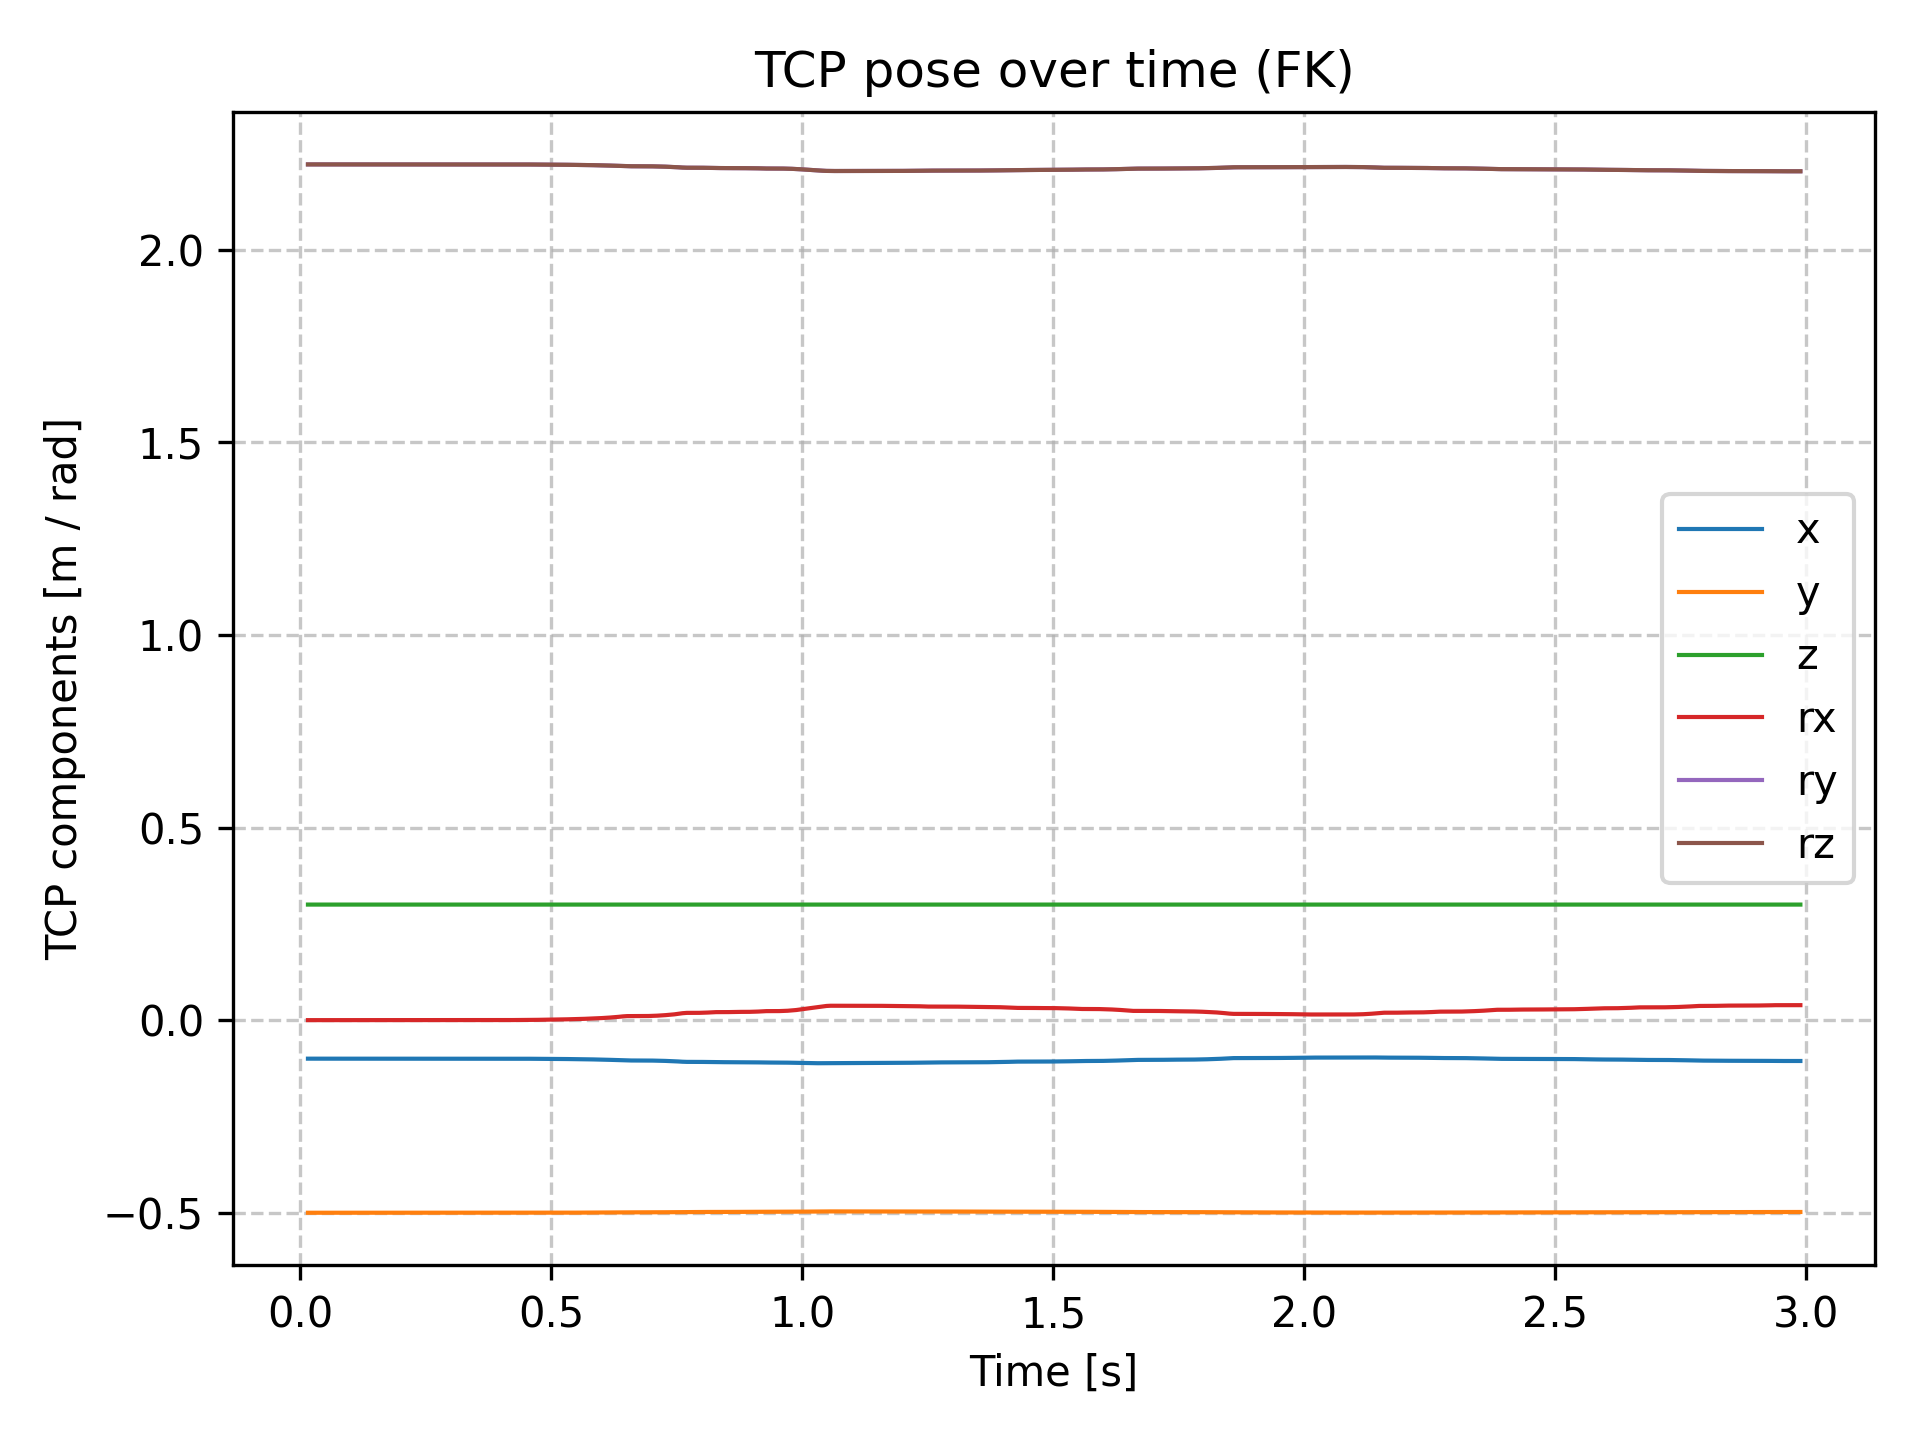 TCP pose over time (FK)
TCP components [m / rad]
2.0
1.5
1.0
0.5
0.0
−0.5
x
y
z
rx
ry
rz
0.0 0.5 1.0 1.5 2.0 2.5 3.0
Time [s]